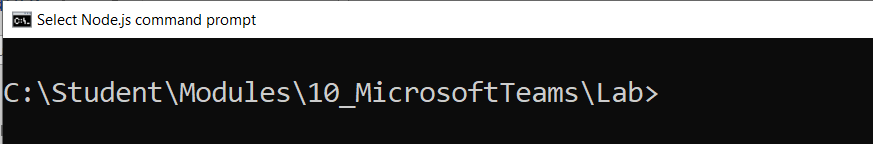 Select Node.js command prompt
C:\Student\Modules\10_MicrosoftTeams\Lab>